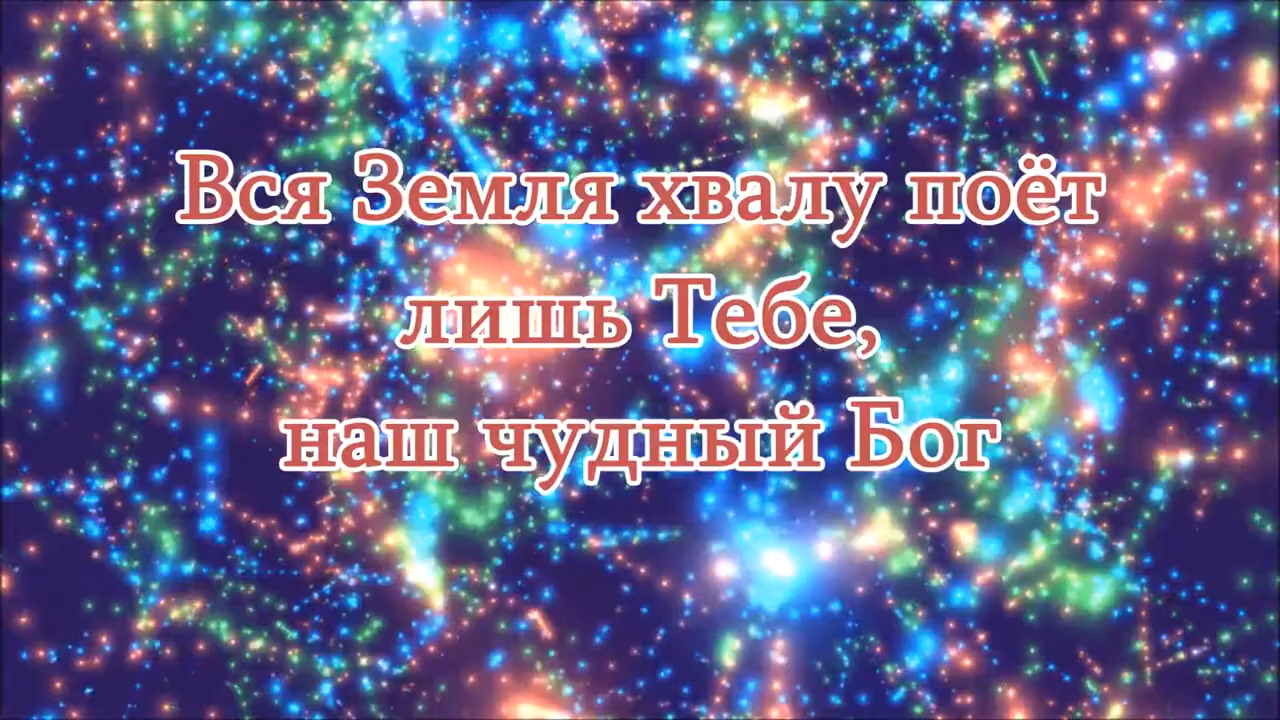 Вся Земля хвалу поёт
лишь Тебе,
наш чудный Бог